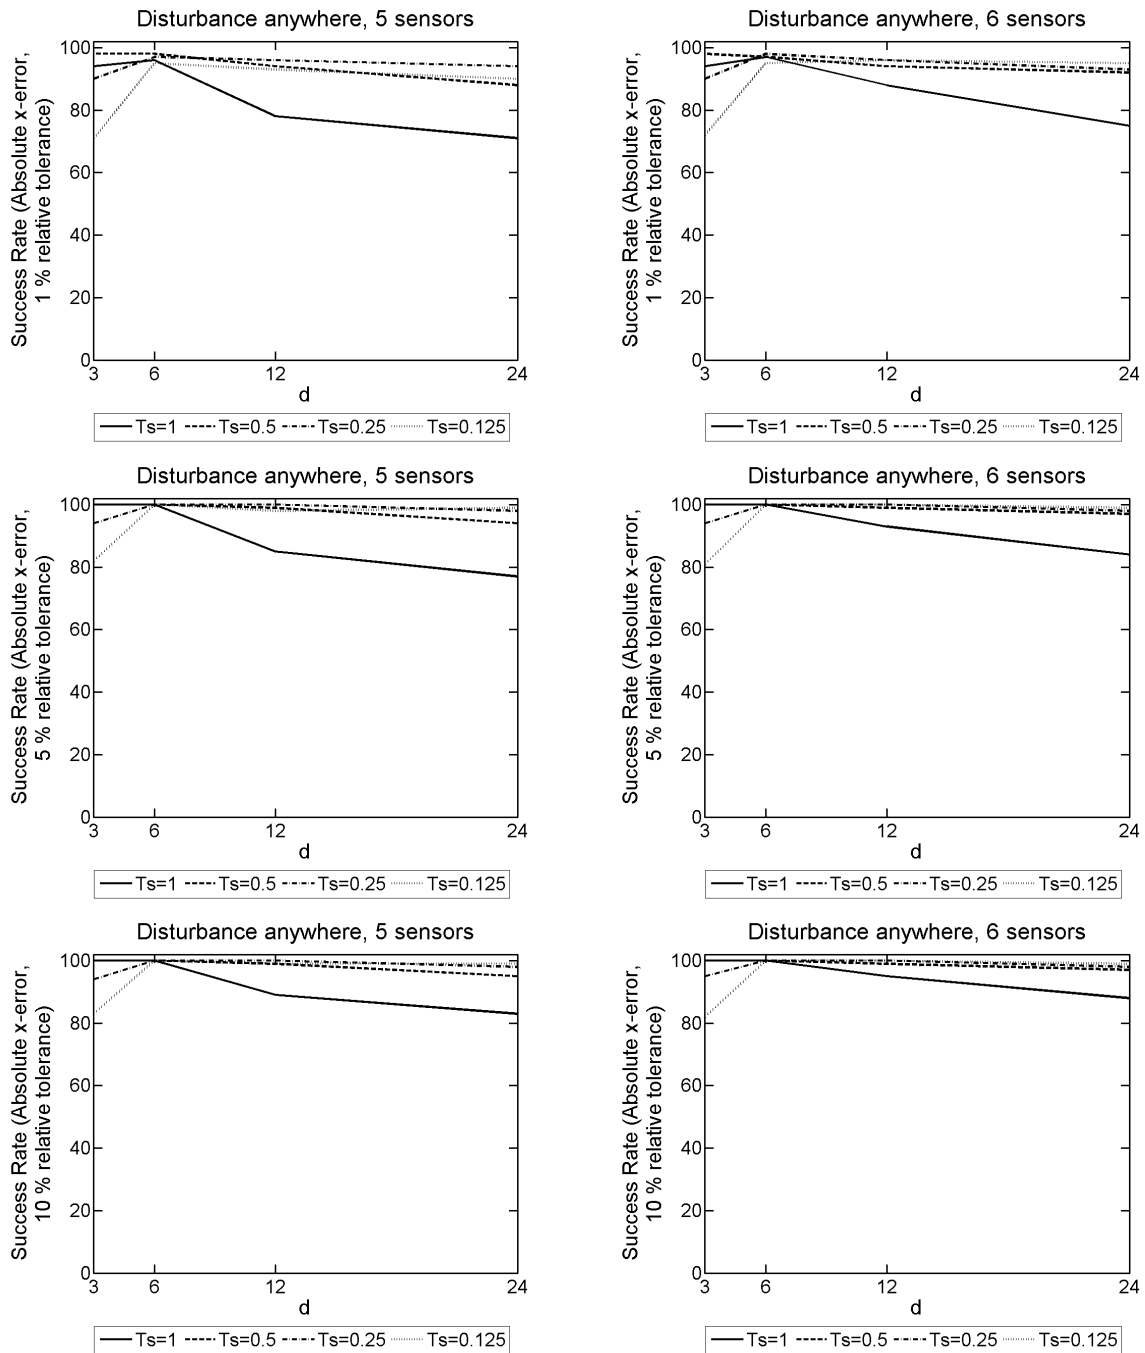 Disturbance anywhere, 5 sensors
Success Rate (Absolute x-error,
1 % relative tolerance)
100
80
60
40
20
0
3 6 12 24
d
Ts=1 Ts=0.5 Ts=0.25 Ts=0.125
Disturbance anywhere, 6 sensors
Success Rate (Absolute x-error,
1 % relative tolerance)
100
80
60
40
20
0
3 6 12 24
d
Ts=1 Ts=0.5 Ts=0.25 Ts=0.125
Disturbance anywhere, 5 sensors
Success Rate (Absolute x-error,
5 % relative tolerance)
100
80
60
40
20
0
3 6 12 24
d
Ts=1 Ts=0.5 Ts=0.25 Ts=0.125
Disturbance anywhere, 6 sensors
Success Rate (Absolute x-error,
5 % relative tolerance)
100
80
60
40
20
0
3 6 12 24
d
Ts=1 Ts=0.5 Ts=0.25 Ts=0.125
Disturbance anywhere, 5 sensors
Success Rate (Absolute x-error,
10 % relative tolerance)
100
80
60
40
20
0
3 6 12 24
d
Ts=1 Ts=0.5 Ts=0.25 Ts=0.125
Disturbance anywhere, 6 sensors
Success Rate (Absolute x-error,
10 % relative tolerance)
100
80
60
40
20
0
3 6 12 24
d
Ts=1 Ts=0.5 Ts=0.25 Ts=0.125